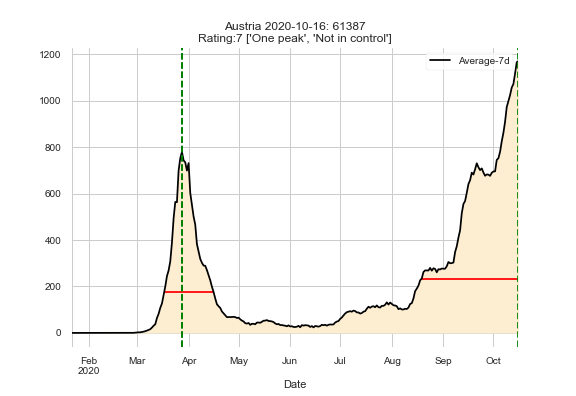 Austria 2020-10-16: 61387
Rating:7 ['One peak', 'Not in control']
Average-7d
1200
1000
800
600
400
200
0
Feb
2020
Mar
Apr
May
Jun
Jul
Aug
Sep
Oct
Date